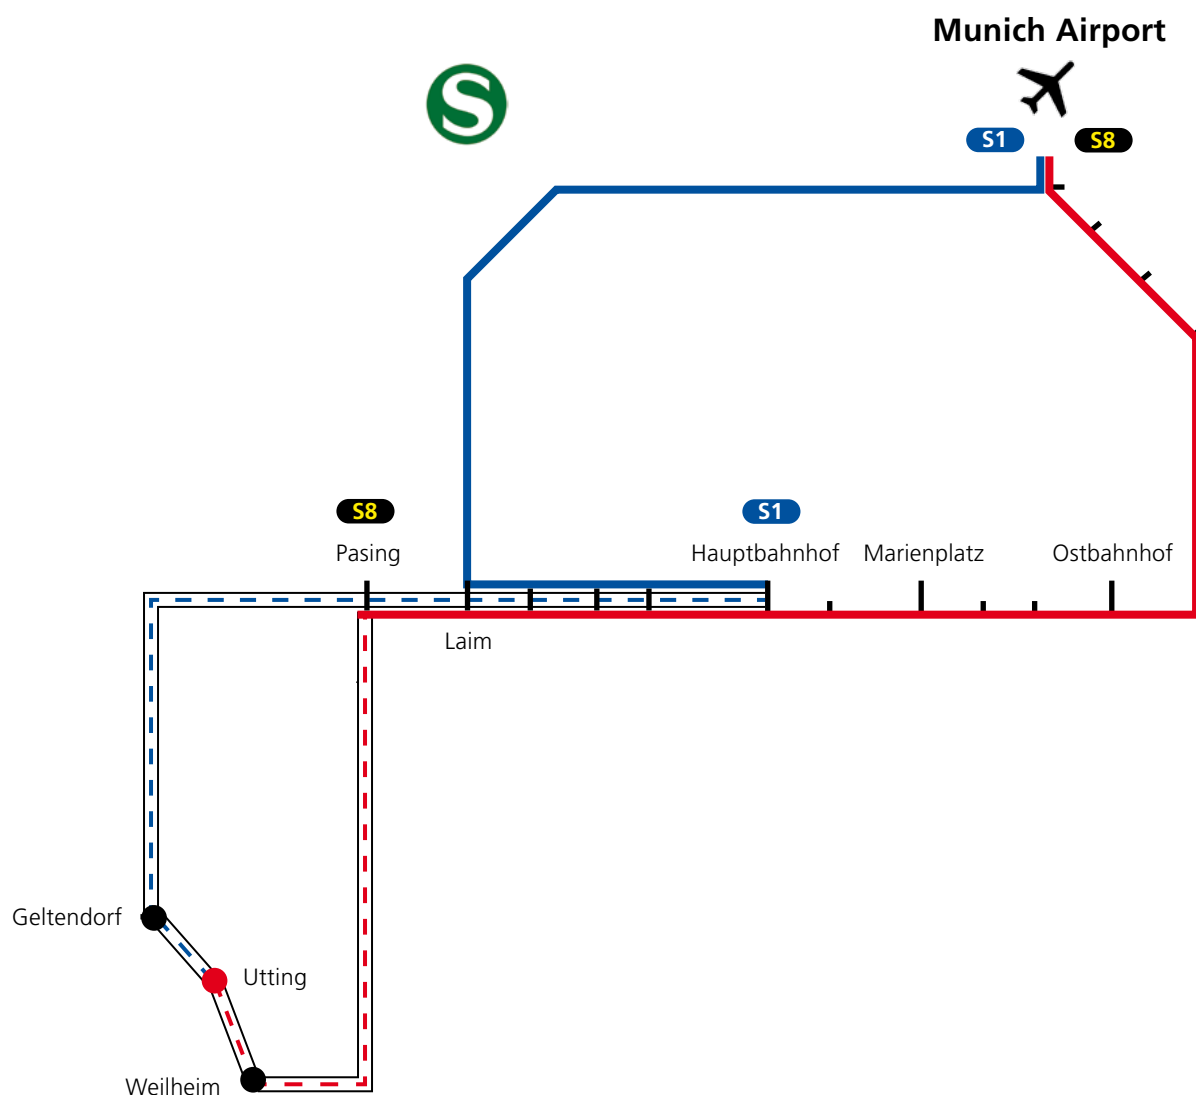 Munich Airport
S
S1
S8
S8
S1
Pasing
Hauptbahnhof
Marienplatz
Ostbahnhof
Laim
Geltendorf
Utting
Weilheim